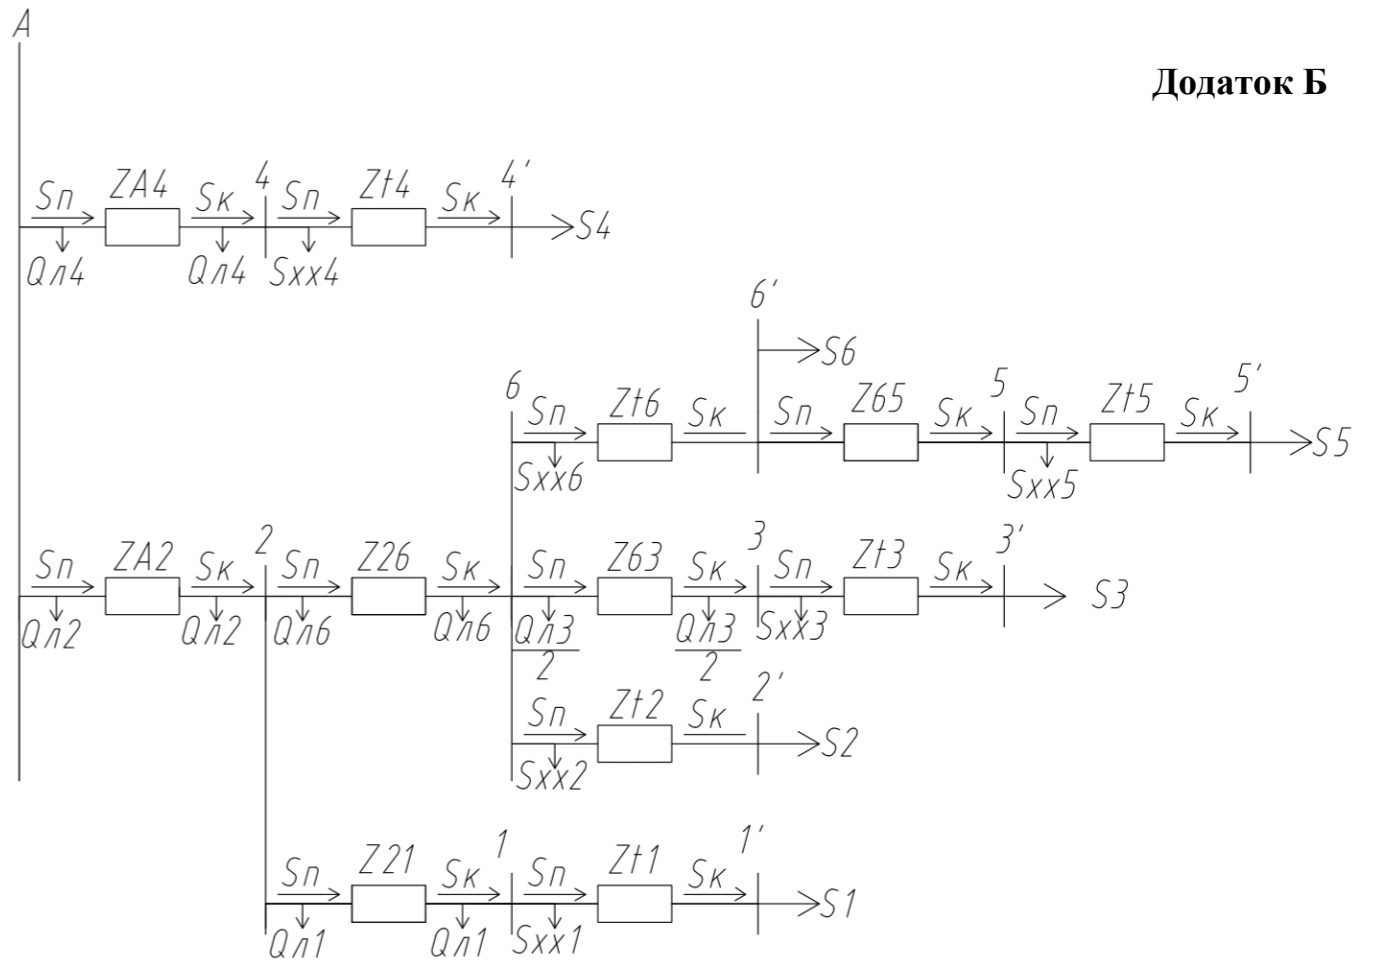 A
Додаток Б
Sп ZA4 Sк 4 Sп Zt4 Sк 4'
S4
Qл4 Qл4 Sxx4
6'
S6
6 Sп Zt6 Sк Sп Z65 Sк 5 Sп Zt5 Sк 5'
S5
Sxx6 Sxx5
Sп ZA2 Sк 2 Sп Z26 Sк Sп Z63 Sк 3 Sп Zt3 Sк 3'
S3
Qл2 Qл2 Qл6 Qл6 Qл3 Qл3 Sxx3
2 2
Sп Zt2 Sк 2'
S2
Sxx2
Sп Z21 Sк 1 Sп Zt1 Sк 1'
S1
Qл1 Qл1 Sxx1